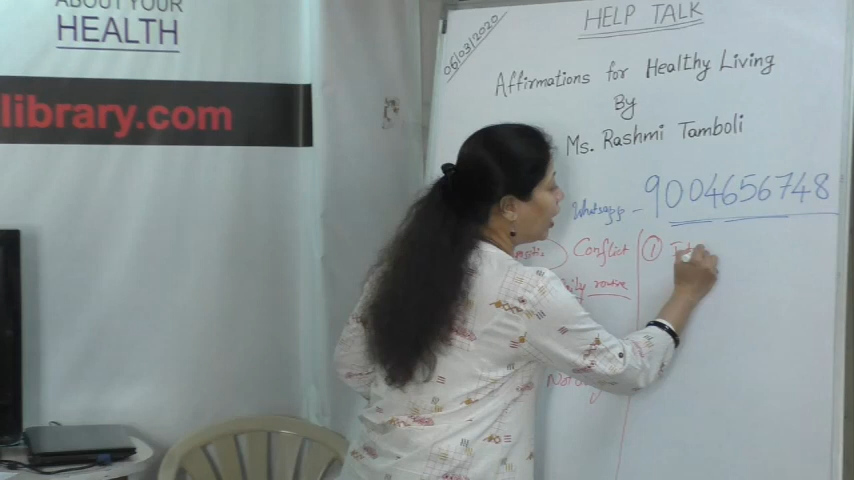 ABOUT YOUR
HEALTH
library.com
06/03/2020
HELP TALK
Affirmations for Healthy Living
By
Ms. Rashmi Tamboli
Whatsapp - 9004656748
Conflict
①
routine